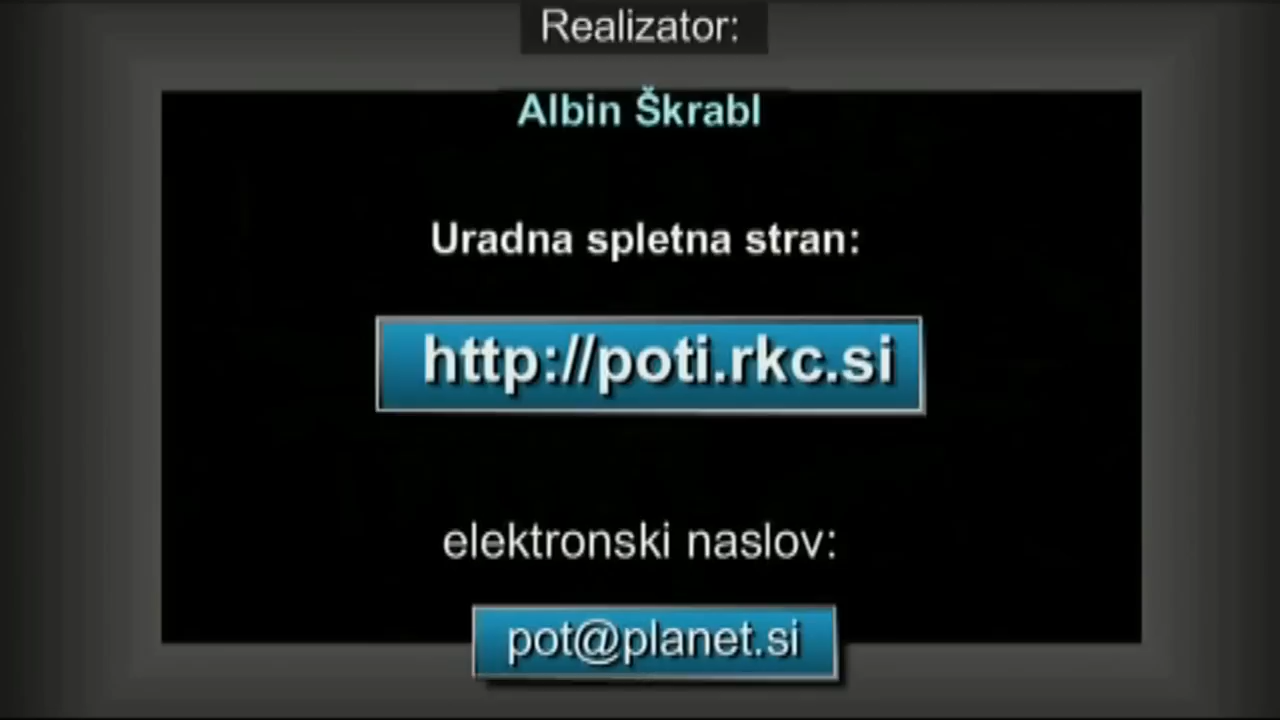 Realizator:
Albin Škrabl
Uradna spletna stran:
http://poti.rkc.si
elektronski naslov:
pot@planet.si